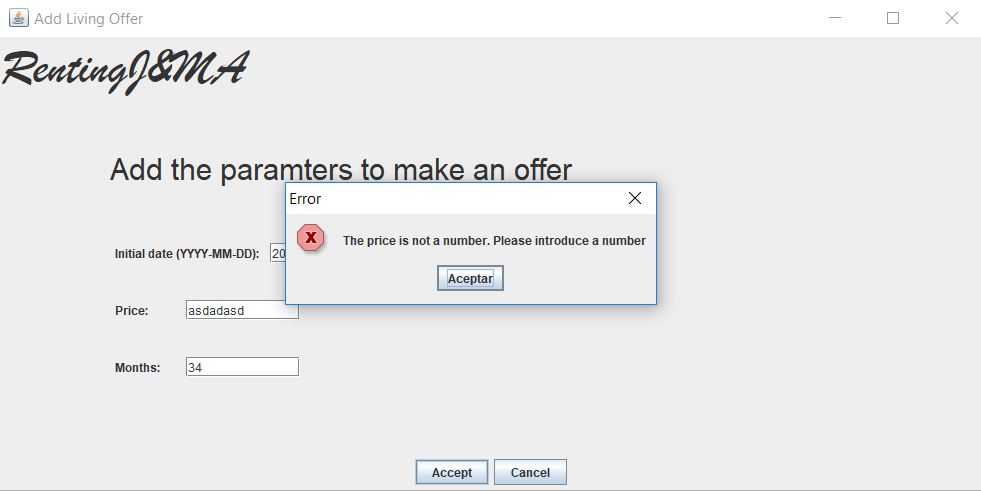 Add Living Offer
RentingJ&MA
Add the paramters to make an offer
Error
The price is not a number. Please introduce a number
Aceptar
Initial date (YYYY-MM-DD): 20
Price: asdadasd
Months: 34
Accept Cancel